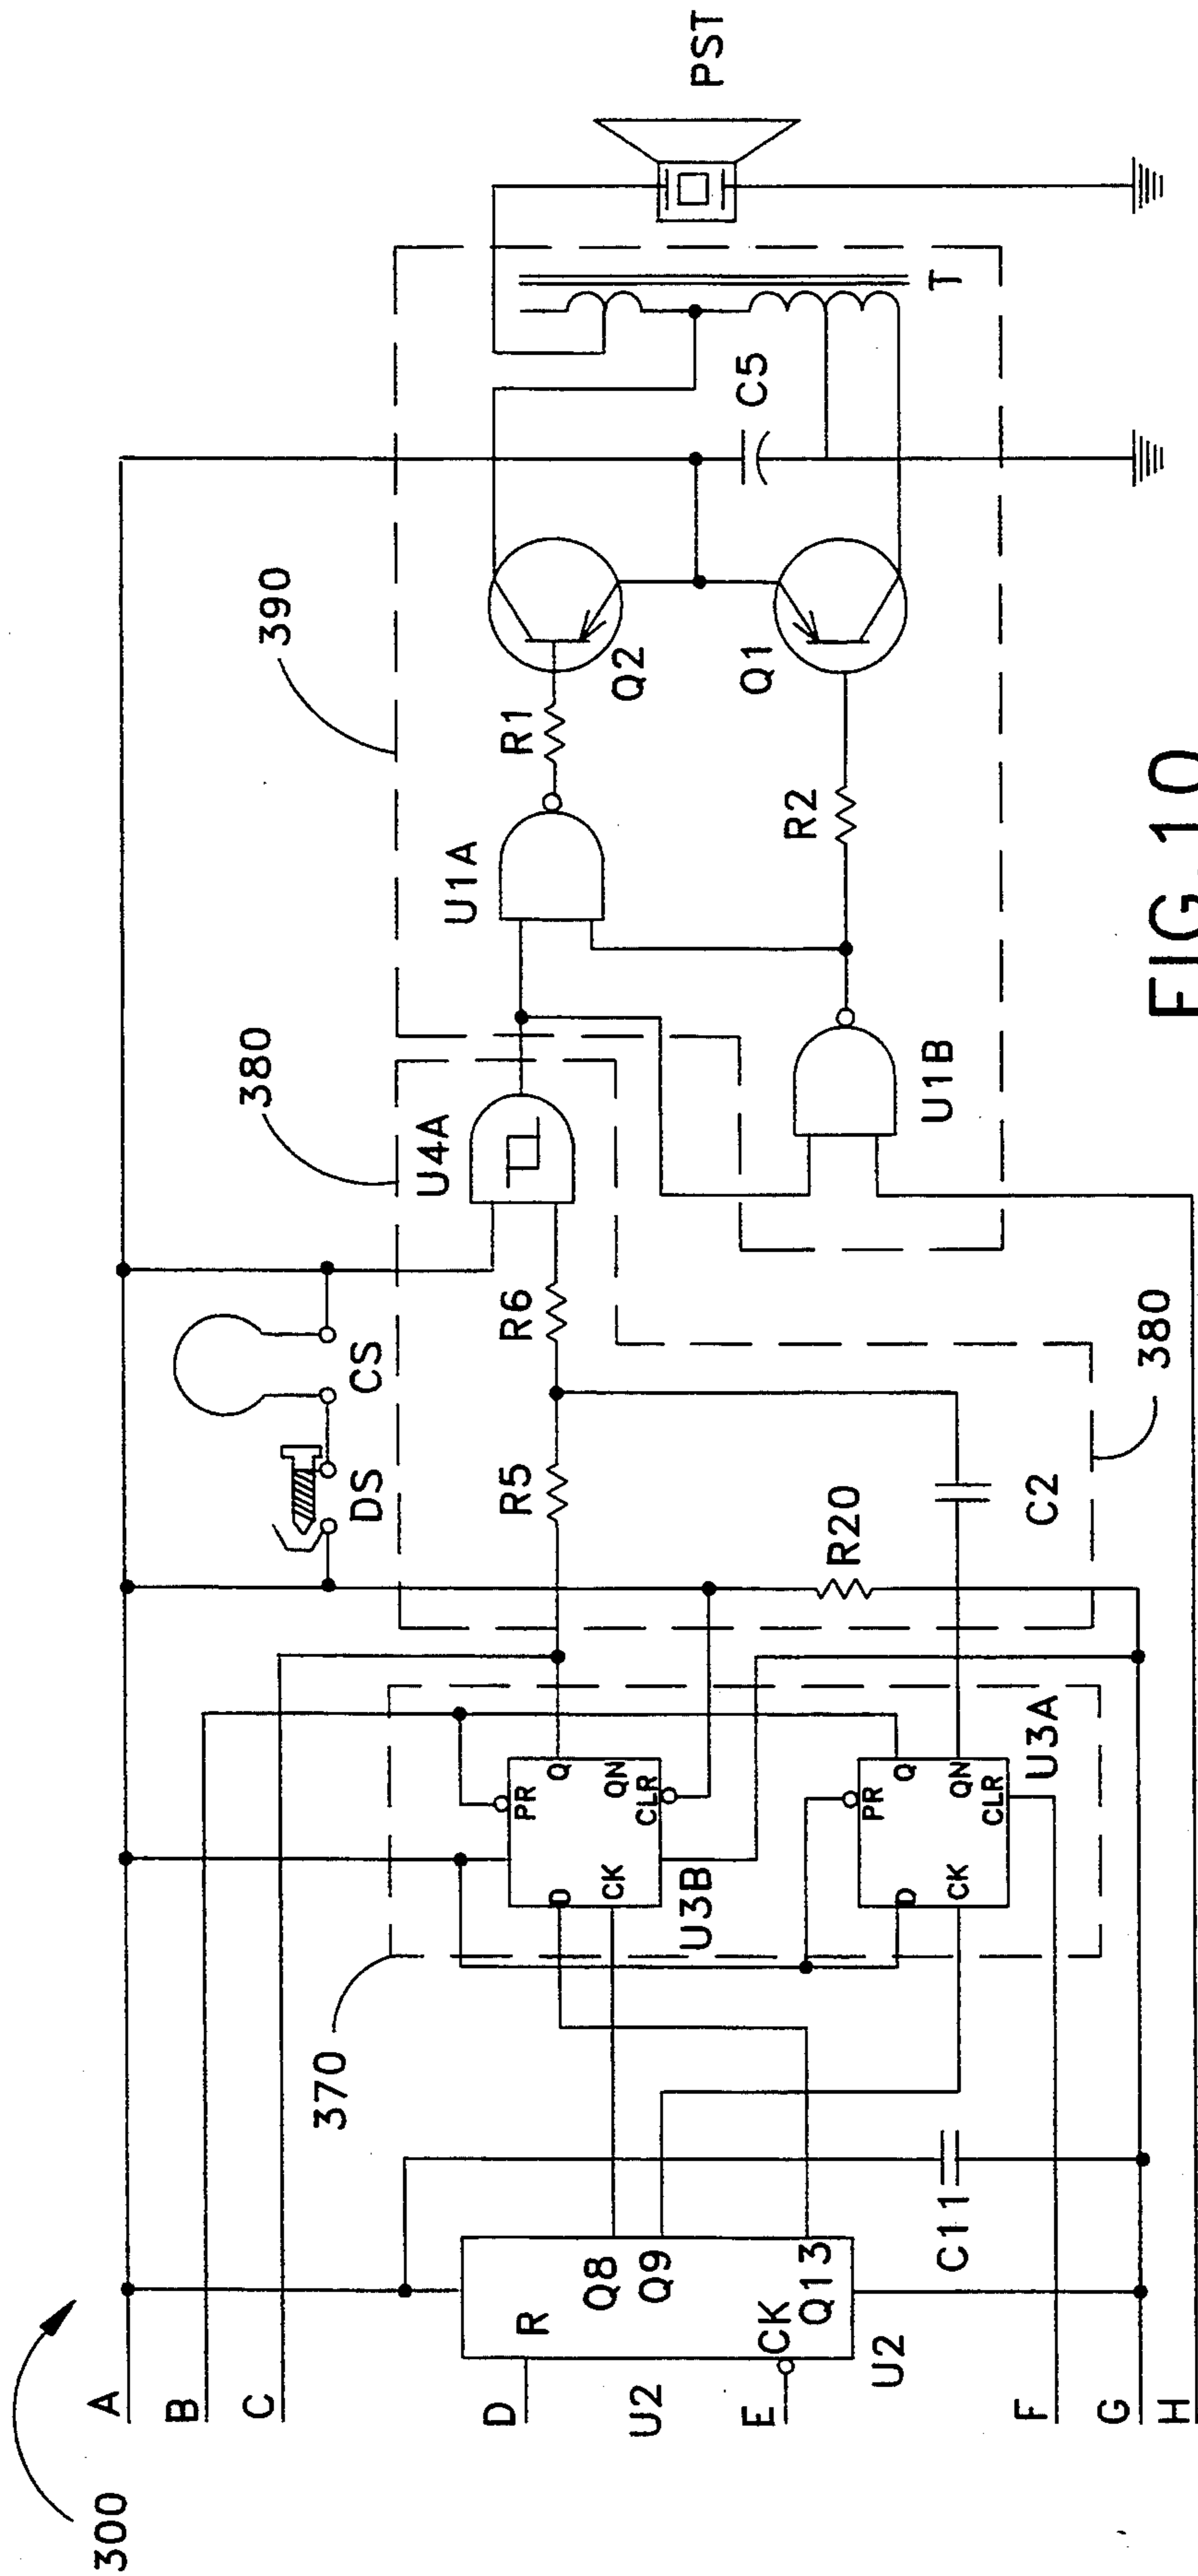 300
A
B
C
D
U2
E
F
G
H
R
Q8
Q9
CK
Q13
U2
C11
370
D
PR
Q
CK
QN
CLR
U3B
D
PR
Q
CK
QN
CLR
U3A
DS
CS
R5
R6
R20
C2
380
380
U4A
U1B
U1A
390
R1
R2
Q2
Q1
C5
T
PST
FIG.10